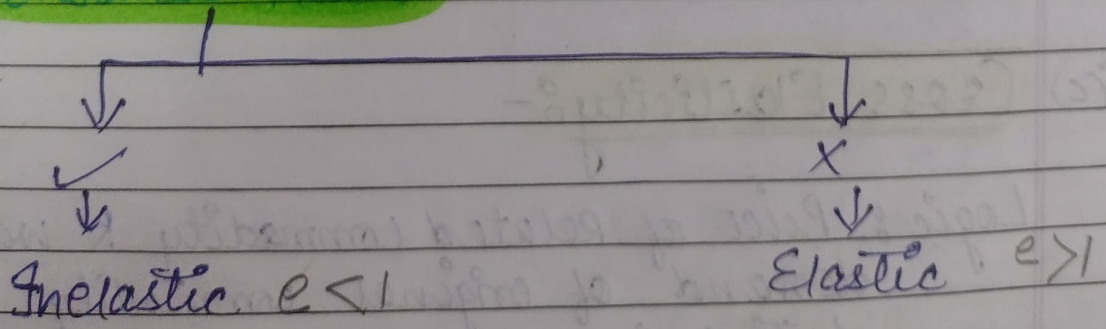 ✓ X
Inelastic e < 1 Elastic e > 1